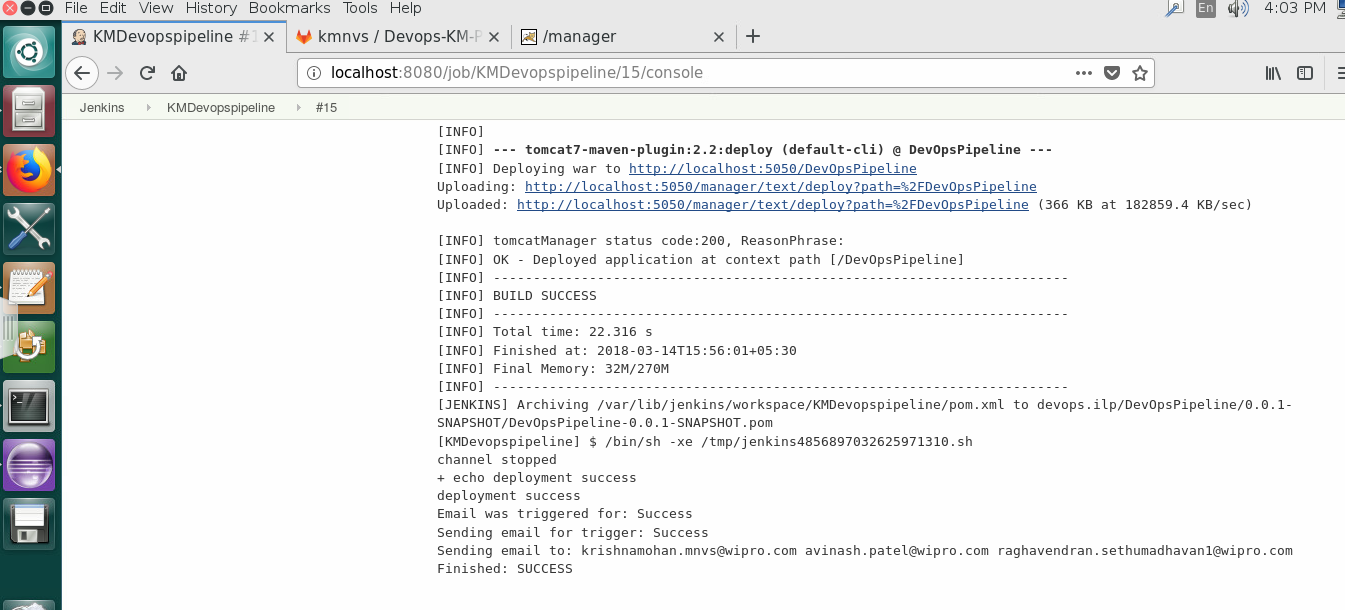 File Edit View History Bookmarks Tools Help En 4:03 PM
KMDevopspipeline #1 kmnvs / Devops-KM-P /manager
localhost:8080/job/KMDevopspipeline/15/console
Jenkins KMDevopspipeline #15
[INFO]
[INFO] --- tomcat7-maven-plugin:2.2:deploy (default-cli) @ DevOpsPipeline ---
[INFO] Deploying war to http://localhost:5050/DevOpsPipeline
Uploading: http://localhost:5050/manager/text/deploy?path=%2FDevOpsPipeline
Uploaded: http://localhost:5050/manager/text/deploy?path=%2FDevOpsPipeline (366 KB at 182859.4 KB/sec)
[INFO] tomcatManager status code:200, ReasonPhrase:
[INFO] OK - Deployed application at context path [/DevOpsPipeline]
[INFO] ------------------------------------------------------------------------
[INFO] BUILD SUCCESS
[INFO] ------------------------------------------------------------------------
[INFO] Total time: 22.316 s
[INFO] Finished at: 2018-03-14T15:56:01+05:30
[INFO] Final Memory: 32M/270M
[INFO] ------------------------------------------------------------------------
[JENKINS] Archiving /var/lib/jenkins/workspace/KMDevopspipeline/pom.xml to devops.ilp/DevOpsPipeline/0.0.1-
SNAPSHOT/DevOpsPipeline-0.0.1-SNAPSHOT.pom
[KMDevopspipeline] $ /bin/sh -xe /tmp/jenkins4856897032625971310.sh
channel stopped
+ echo deployment success
deployment success
Email was triggered for: Success
Sending email for trigger: Success
Sending email to: krishnamohan.mnvs@wipro.com avinash.patel@wipro.com raghavendran.sethumadhavan1@wipro.com
Finished: SUCCESS